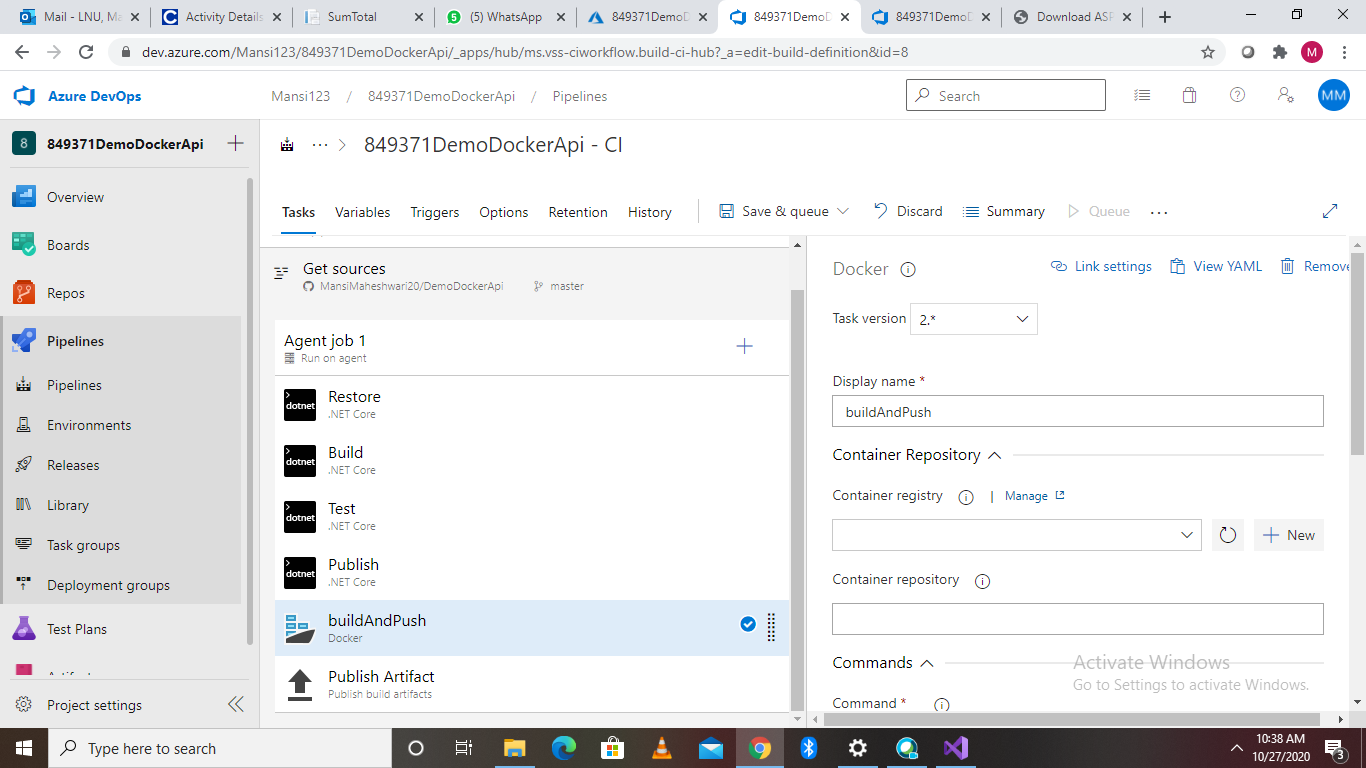 Mail - LNU, Ma
Activity Details
SumTotal
5
(5) WhatsApp
849371DemoD
849371DemoD
849371DemoD
Download ASP
dev.azure.com/Mansi123/849371DemoDockerApi/_apps/hub/ms.vss-ciworkflow.build-ci-hub?_a=edit-build-definition&id=8
M
Azure DevOps
Mansi123 / 849371DemoDockerApi / Pipelines
Search
MM
8
849371DemoDockerApi
Overview
Boards
Repos
Pipelines
Pipelines
Environments
Releases
Library
Task groups
Deployment groups
Test Plans
Project settings
849371DemoDockerApi - CI
Tasks
Variables
Triggers
Options
Retention
History
Save & queue
Discard
Summary
Queue
Get sources
MansiMaheshwari20/DemoDockerApi
master
Agent job 1
Run on agent
dotnet
Restore
.NET Core
dotnet
Build
.NET Core
dotnet
Test
.NET Core
dotnet
Publish
.NET Core
buildAndPush
Docker
Publish Artifact
Publish build artifacts
Docker
Link settings
View YAML
Remove
Task version
2.*
Display name *
buildAndPush
Container Repository
Container registry
| Manage
New
Container repository
Commands
Command *
Activate Windows
Go to Settings to activate Windows.
Type here to search
10:38 AM
10/27/2020
3